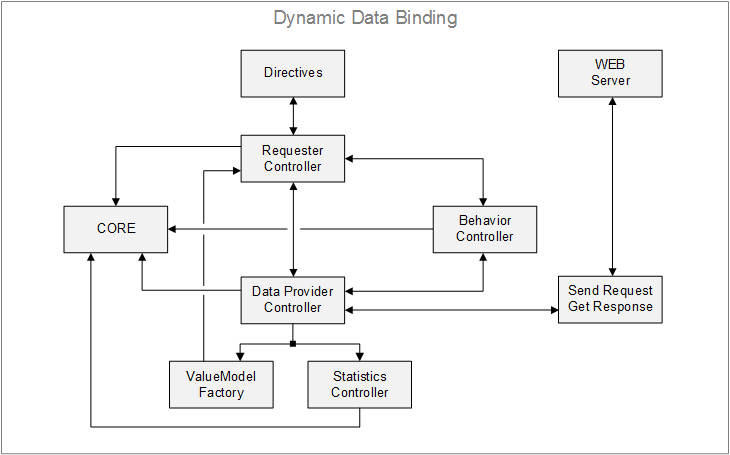 Dynamic Data Binding
Directives
WEB
Server
Requester
Controller
CORE
Behavior
Controller
Data Provider
Controller
Send Request
Get Response
ValueModel
Factory
Statistics
Controller